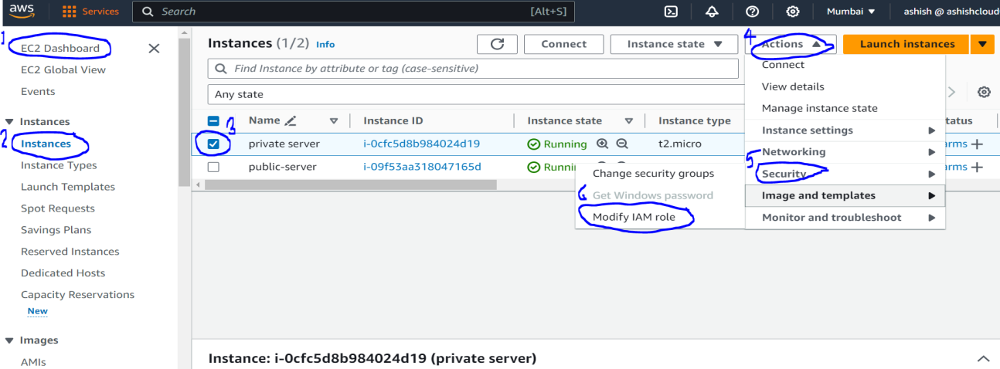 aws Services Search [Alt+S] Mumbai ashish @ ashishcloud
1 EC2 Dashboard
EC2 Global View
Events
Instances
2 Instances
Instance Types
Launch Templates
Spot Requests
Savings Plans
Reserved Instances
Dedicated Hosts
Capacity Reservations
New
Images
AMIs
Instances (1/2) Info Connect Instance state 4 Actions Launch instances
Find Instance by attribute or tag (case-sensitive)
Any state
Name Instance ID Instance state Instance type tatus
3 private server i-0cfc5d8b984024d19 Running t2.micro rms
public-server i-09f53aa318047165d Runnin rms
Connect
View details
Manage instance state
Instance settings
Networking
5 Security
Image and templates
Monitor and troubleshoot
Change security groups
6 Get Windows password
Modify IAM role
Instance: i-0cfc5d8b984024d19 (private server)